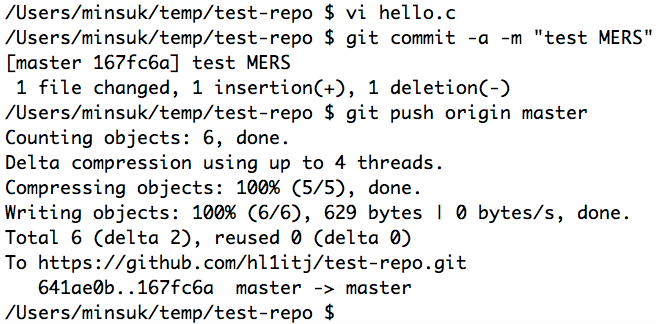 /Users/minsuk/temp/test-repo $ vi hello.c
/Users/minsuk/temp/test-repo $ git commit -a -m "test MERS"
[master 167fc6a] test MERS
 1 file changed, 1 insertion(+), 1 deletion(-)
/Users/minsuk/temp/test-repo $ git push origin master
Counting objects: 6, done.
Delta compression using up to 4 threads.
Compressing objects: 100% (5/5), done.
Writing objects: 100% (6/6), 629 bytes | 0 bytes/s, done.
Total 6 (delta 2), reused 0 (delta 0)
To https://github.com/hl1itj/test-repo.git
   641ae0b..167fc6a  master -> master
/Users/minsuk/temp/test-repo $